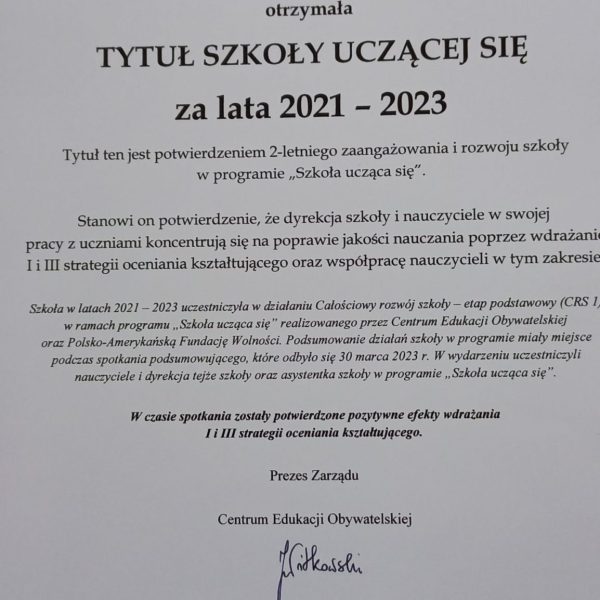 otrzymała
TYTUŁ SZKOŁY UCZĄCEJ SIĘ
za lata 2021 – 2023
Tytuł ten jest potwierdzeniem 2-letniego zaangażowania i rozwoju szkoły
w programie „Szkoła ucząca się”.
Stanowi on potwierdzenie, że dyrekcja szkoły i nauczyciele w swojej
pracy z uczniami koncentrują się na poprawie jakości nauczania poprzez wdrażanie
I i III strategii oceniania kształtującego oraz współpracę nauczycieli w tym zakresie
Szkoła w latach 2021 – 2023 uczestniczyła w działaniu Całościowy rozwój szkoły – etap podstawowy (CRS 1)
w ramach programu „Szkoła ucząca się” realizowanego przez Centrum Edukacji Obywatelskiej
oraz Polsko-Amerykańską Fundację Wolności. Podsumowanie działań szkoły w programie miały miejsce
podczas spotkania podsumowującego, które odbyło się 30 marca 2023 r. W wydarzeniu uczestniczyli
nauczyciele i dyrekcja tejże szkoły oraz asystentka szkoły w programie „Szkoła ucząca się”.
W czasie spotkania zostały potwierdzone pozytywne efekty wdrażania
I i III strategii oceniania kształtującego.
Prezes Zarządu
Centrum Edukacji Obywatelskiej